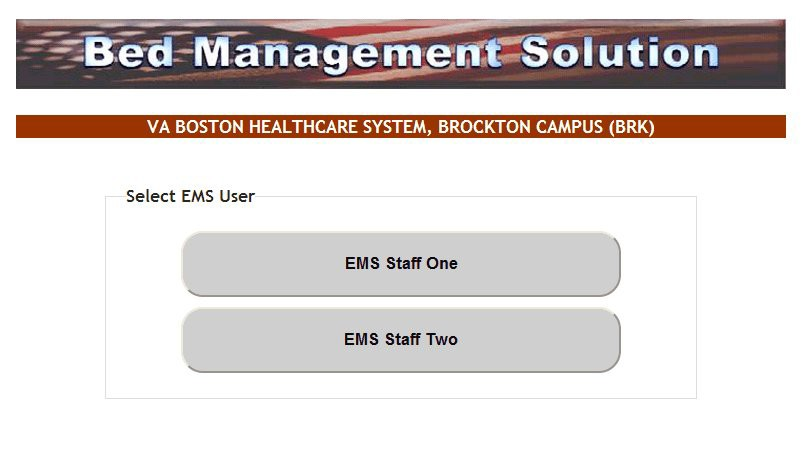 Bed Management Solution
VA BOSTON HEALTHCARE SYSTEM, BROCKTON CAMPUS (BRK)
Select EMS User
EMS Staff One
EMS Staff Two